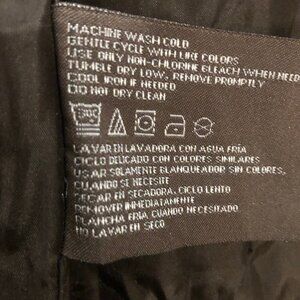 MACHINE WASH COLD
GENTLE CYCLE WITH LIKE COLORS
USE ONLY NON-CHLORINE BLEACH WHEN NEED
TUMBLE DRY LOW, REMOVE PROMPTLY
COOL IRON IF NEEDED
DO NOT DRY CLEAN
LAVAR EN LAVADORA CON AGUA FRÍA
CICLO DELICADO CON COLORES SIMILARES
USAR SOLAMENTE BLANQUEADOR SIN COLORES,
CUANDO SE NECESITE
SECAR EN SECADORA, CICLO LENTO
REMOVER INMEDIATAMENTE
PLANCHA FRÍO CUANDO NECESITADO
NO LAVAR EN SECO